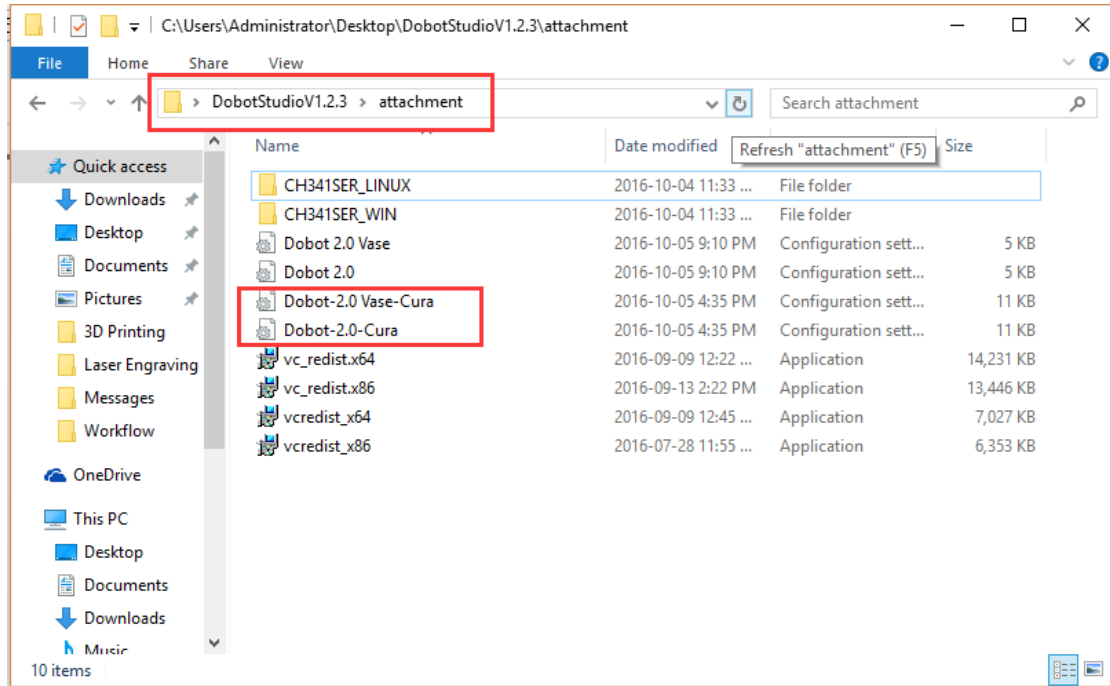 C:\Users\Administrator\Desktop\DobotStudioV1.2.3\attachment
File Home Share View
DobotStudioV1.2.3 > attachment
Search attachment
Name Date modified Size
Refresh "attachment" (F5)
Quick access
Downloads
Desktop
Documents
Pictures
3D Printing
Laser Engraving
Messages
Workflow
OneDrive
This PC
Desktop
Documents
Downloads
Music
CH341SER_LINUX 2016-10-04 11:33 ... File folder
CH341SER_WIN 2016-10-04 11:33 ... File folder
Dobot 2.0 Vase 2016-10-05 9:10 PM Configuration sett... 5 KB
Dobot 2.0 2016-10-05 9:10 PM Configuration sett... 5 KB
Dobot-2.0 Vase-Cura 2016-10-05 4:35 PM Configuration sett... 11 KB
Dobot-2.0-Cura 2016-10-05 4:35 PM Configuration sett... 11 KB
vc_redist.x64 2016-09-09 12:22 ... Application 14,231 KB
vc_redist.x86 2016-09-13 2:22 PM Application 13,446 KB
vcredist_x64 2016-09-09 12:45 ... Application 7,027 KB
vcredist_x86 2016-07-28 11:55 ... Application 6,353 KB
10 items